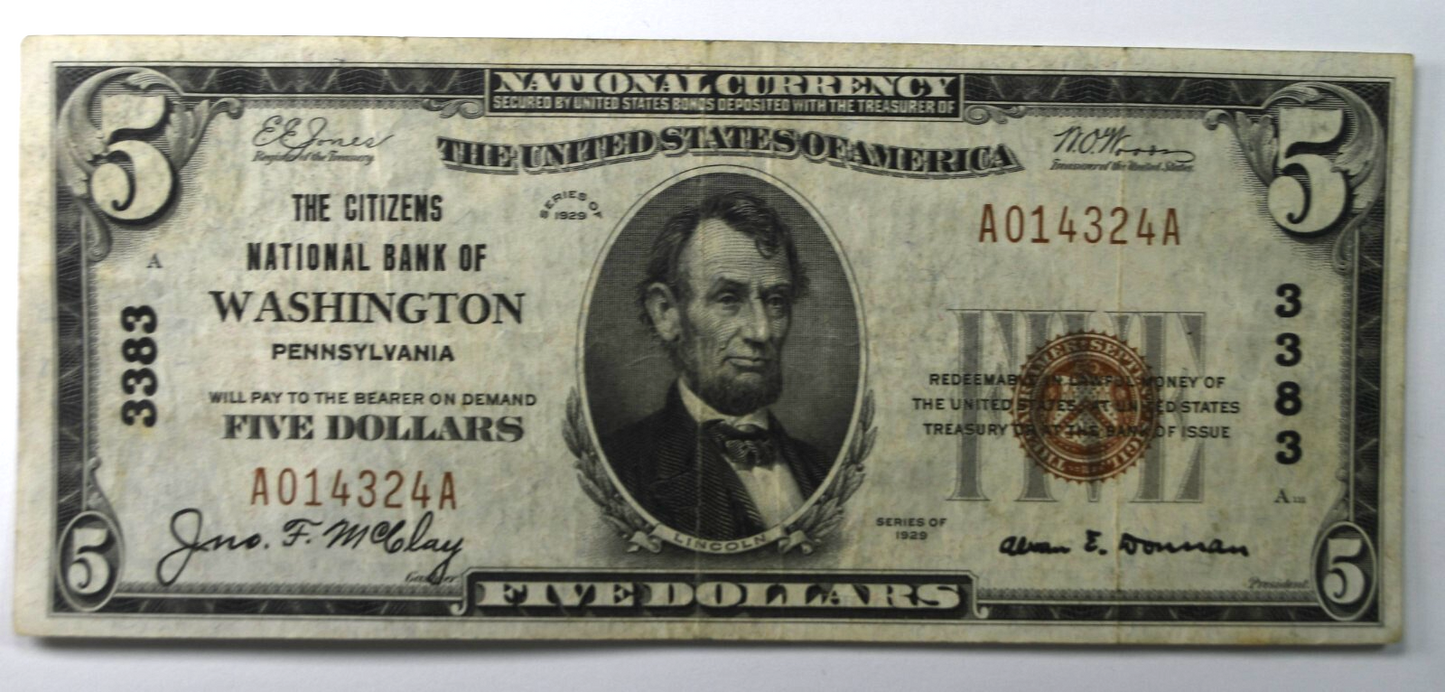 NATIONAL CURRENCY
SECURED BY UNITED STATES BONDS DEPOSITED WITH THE TREASURER OF
THE UNITED STATES OF AMERICA
5
5
E.E. Jones
Register of the Treasury
W.O. Woods
Treasurer of the United States
SERIES OF
1929
THE CITIZENS
NATIONAL BANK OF
WASHINGTON
PENNSYLVANIA
WILL PAY TO THE BEARER ON DEMAND
FIVE DOLLARS
A
3383
A014324A
A014324A
3383
FIVE
REDEEMABLE IN LAWFUL MONEY OF
THE UNITED STATES AT UNITED STATES
TREASURY OR AT THE BANK OF ISSUE
A
SERIES OF
1929
LINCOLN
Jno. F. McClay
Cashier
Alvan E. Donnan
President
5
FIVE DOLLARS
5